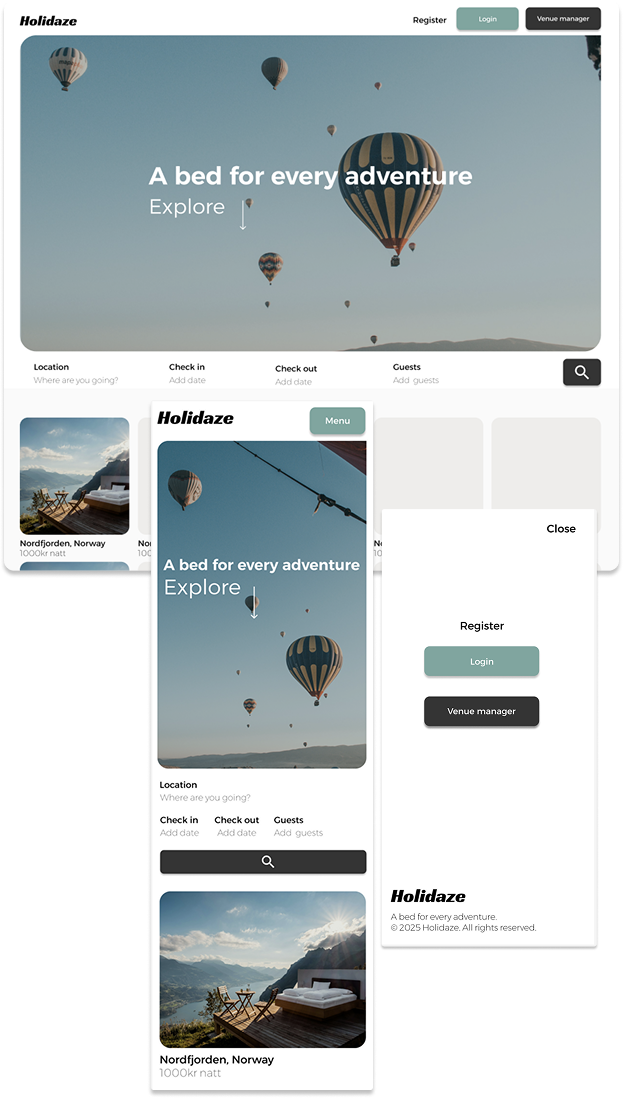 Holidaze
Register
Login
Venue manager
A bed for every adventure
Explore
Location
Where are you going?
Check in
Add date
Check out
Add date
Guests
Add guests
Nordfjorden, Norway
1000kr natt
Holidaze
Menu
A bed for every adventure
Explore
Location
Where are you going?
Check in
Add date
Check out
Add date
Guests
Add guests
Nordfjorden, Norway
1000kr natt
Close
Register
Login
Venue manager
Holidaze
A bed for every adventure.
© 2025 Holidaze. All rights reserved.